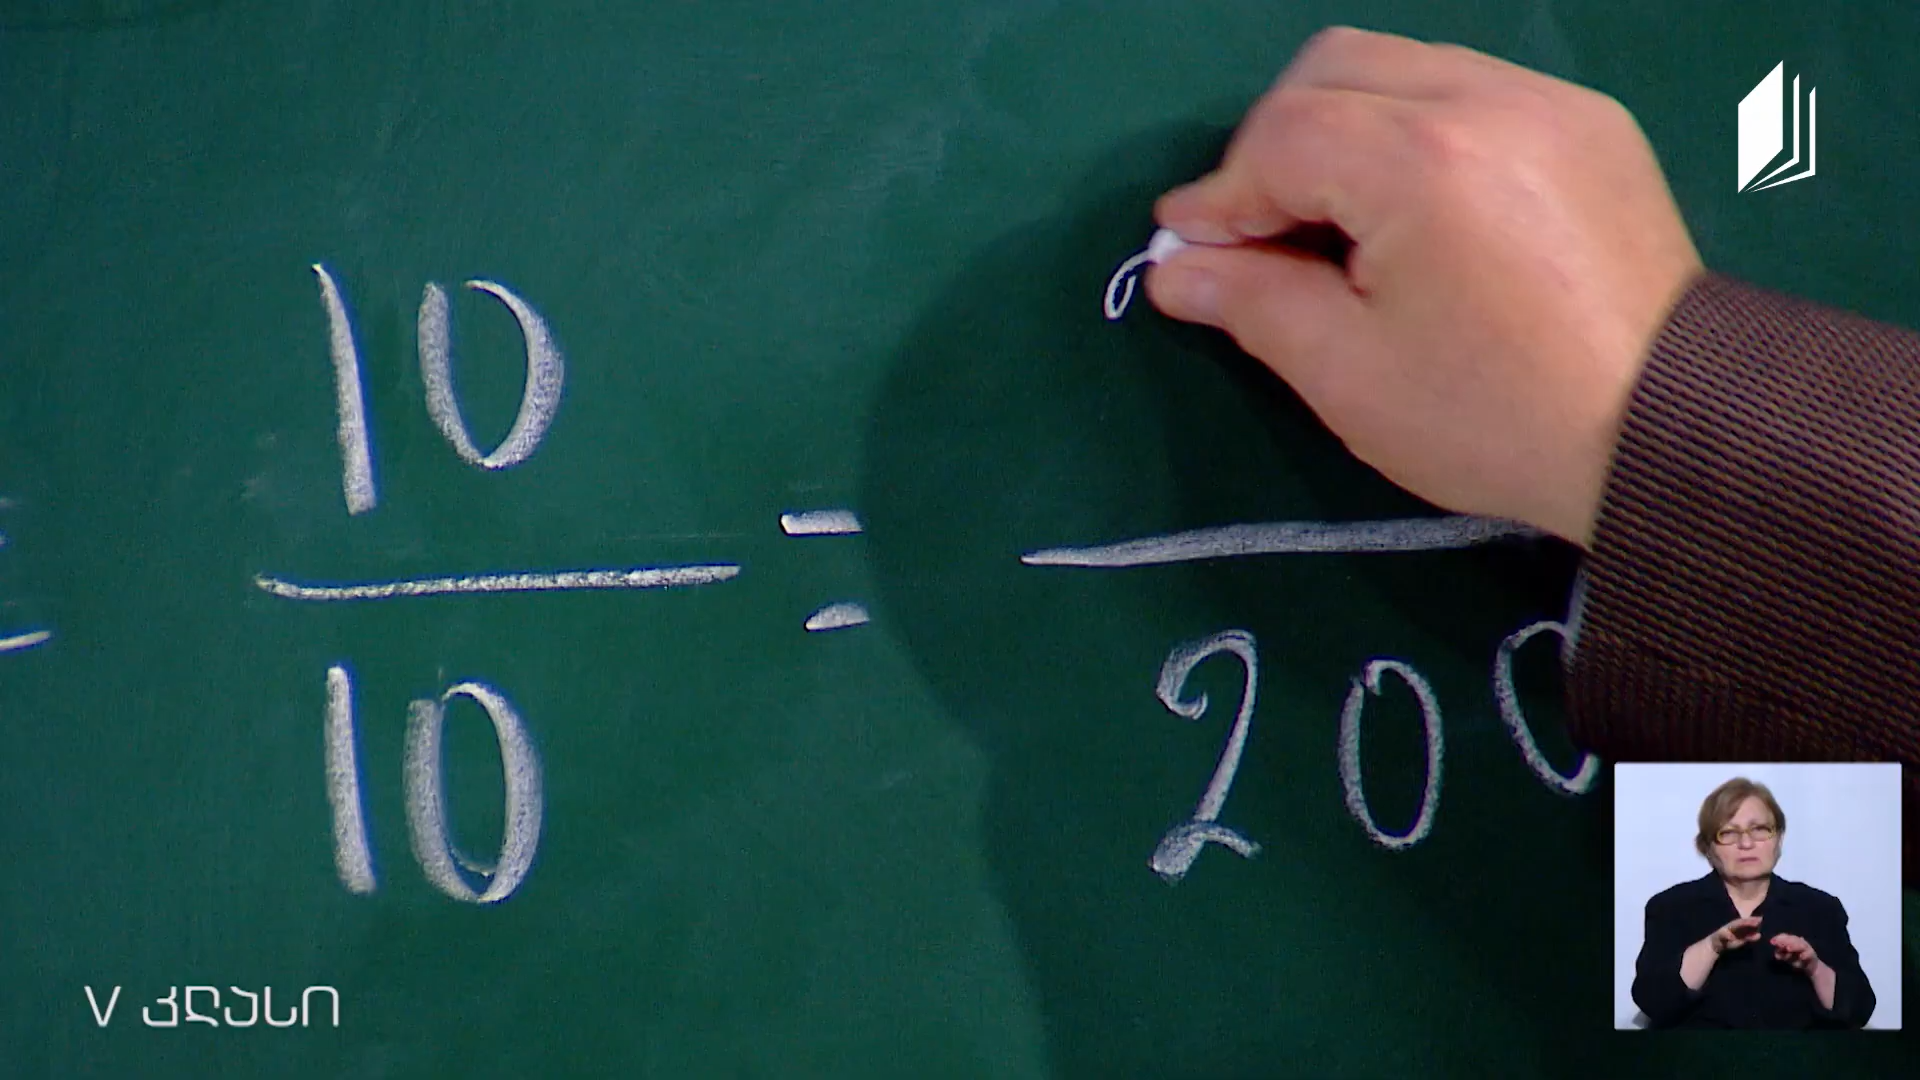 = 10/10 = /200
V კლასი